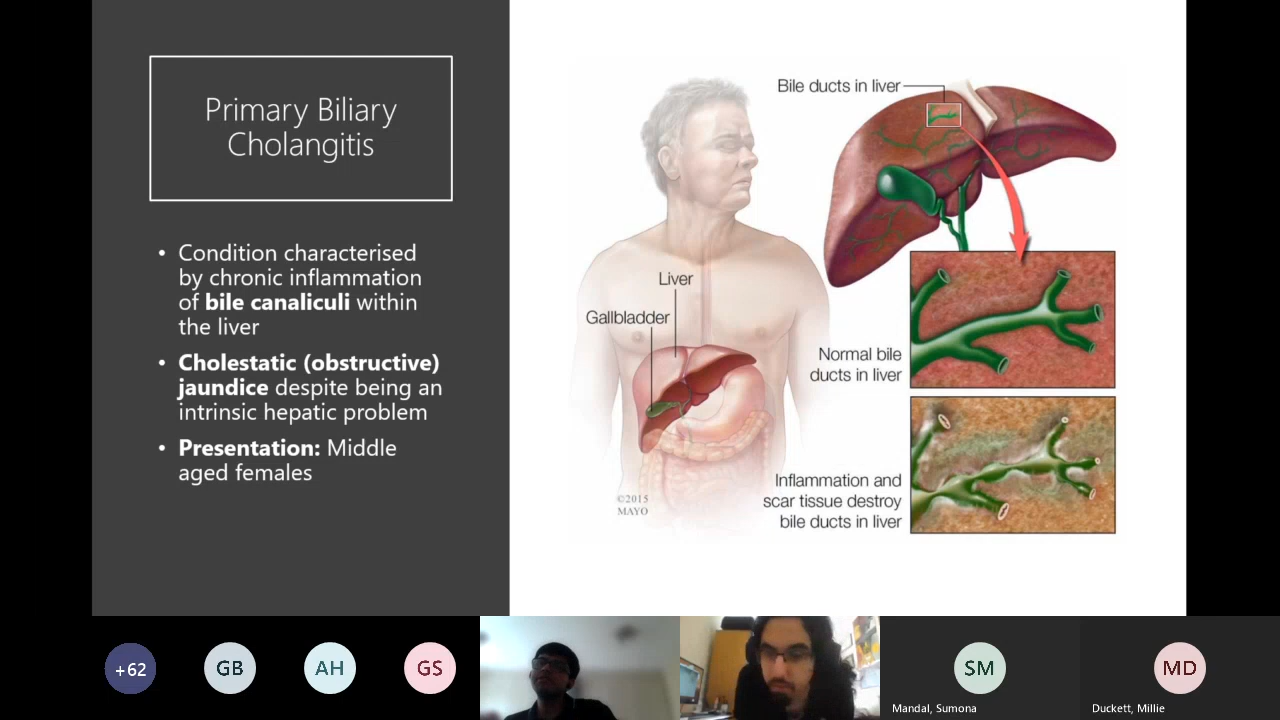 Primary Biliary
Cholangitis
• Condition characterised
by chronic inflammation
of bile canaliculi within
the liver
• Cholestatic (obstructive)
jaundice despite being an
intrinsic hepatic problem
• Presentation: Middle
aged females
Bile ducts in liver
Liver
Gallbladder
Normal bile
ducts in liver
Inflammation and
scar tissue destroy
bile ducts in liver
©2015
MAYO
+62
GB
AH
GS
SM
Mandal, Sumona
MD
Duckett, Millie